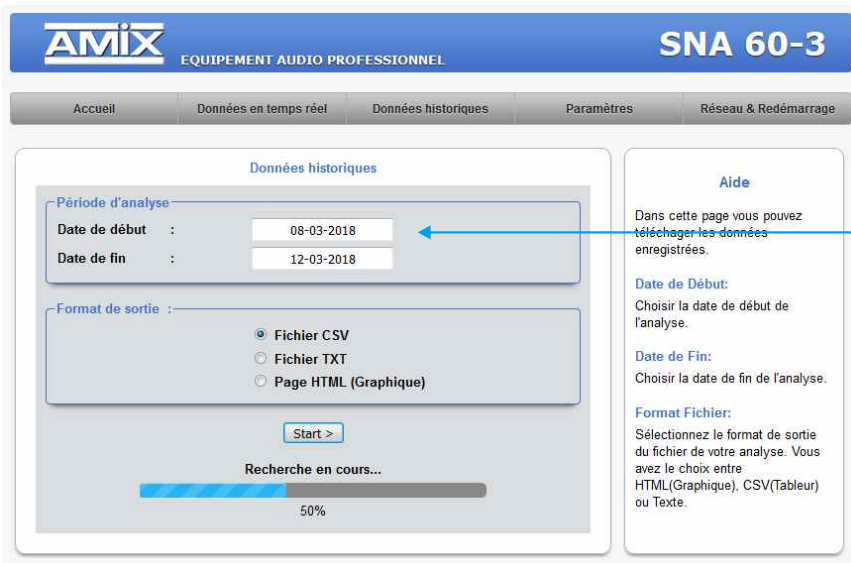 AMIX
EQUIPEMENT AUDIO PROFESSIONNEL
SNA 60-3
Accueil
Données en temps réel
Données historiques
Paramètres
Réseau & Redémarrage
Données historiques
Période d'analyse
Date de début : 08-03-2018
Date de fin : 12-03-2018
Format de sortie :
Fichier CSV
Fichier TXT
Page HTML (Graphique)
Start >
Recherche en cours...
50%
Aide
Dans cette page vous pouvez
téléchager les données
enregistrées.
Date de Début:
Choisir la date de début de
l'analyse.
Date de Fin:
Choisir la date de fin de l'analyse.
Format Fichier:
Sélectionnez le format de sortie
du fichier de votre analyse. Vous
avez le choix entre
HTML(Graphique), CSV(Tableur)
ou Texte.